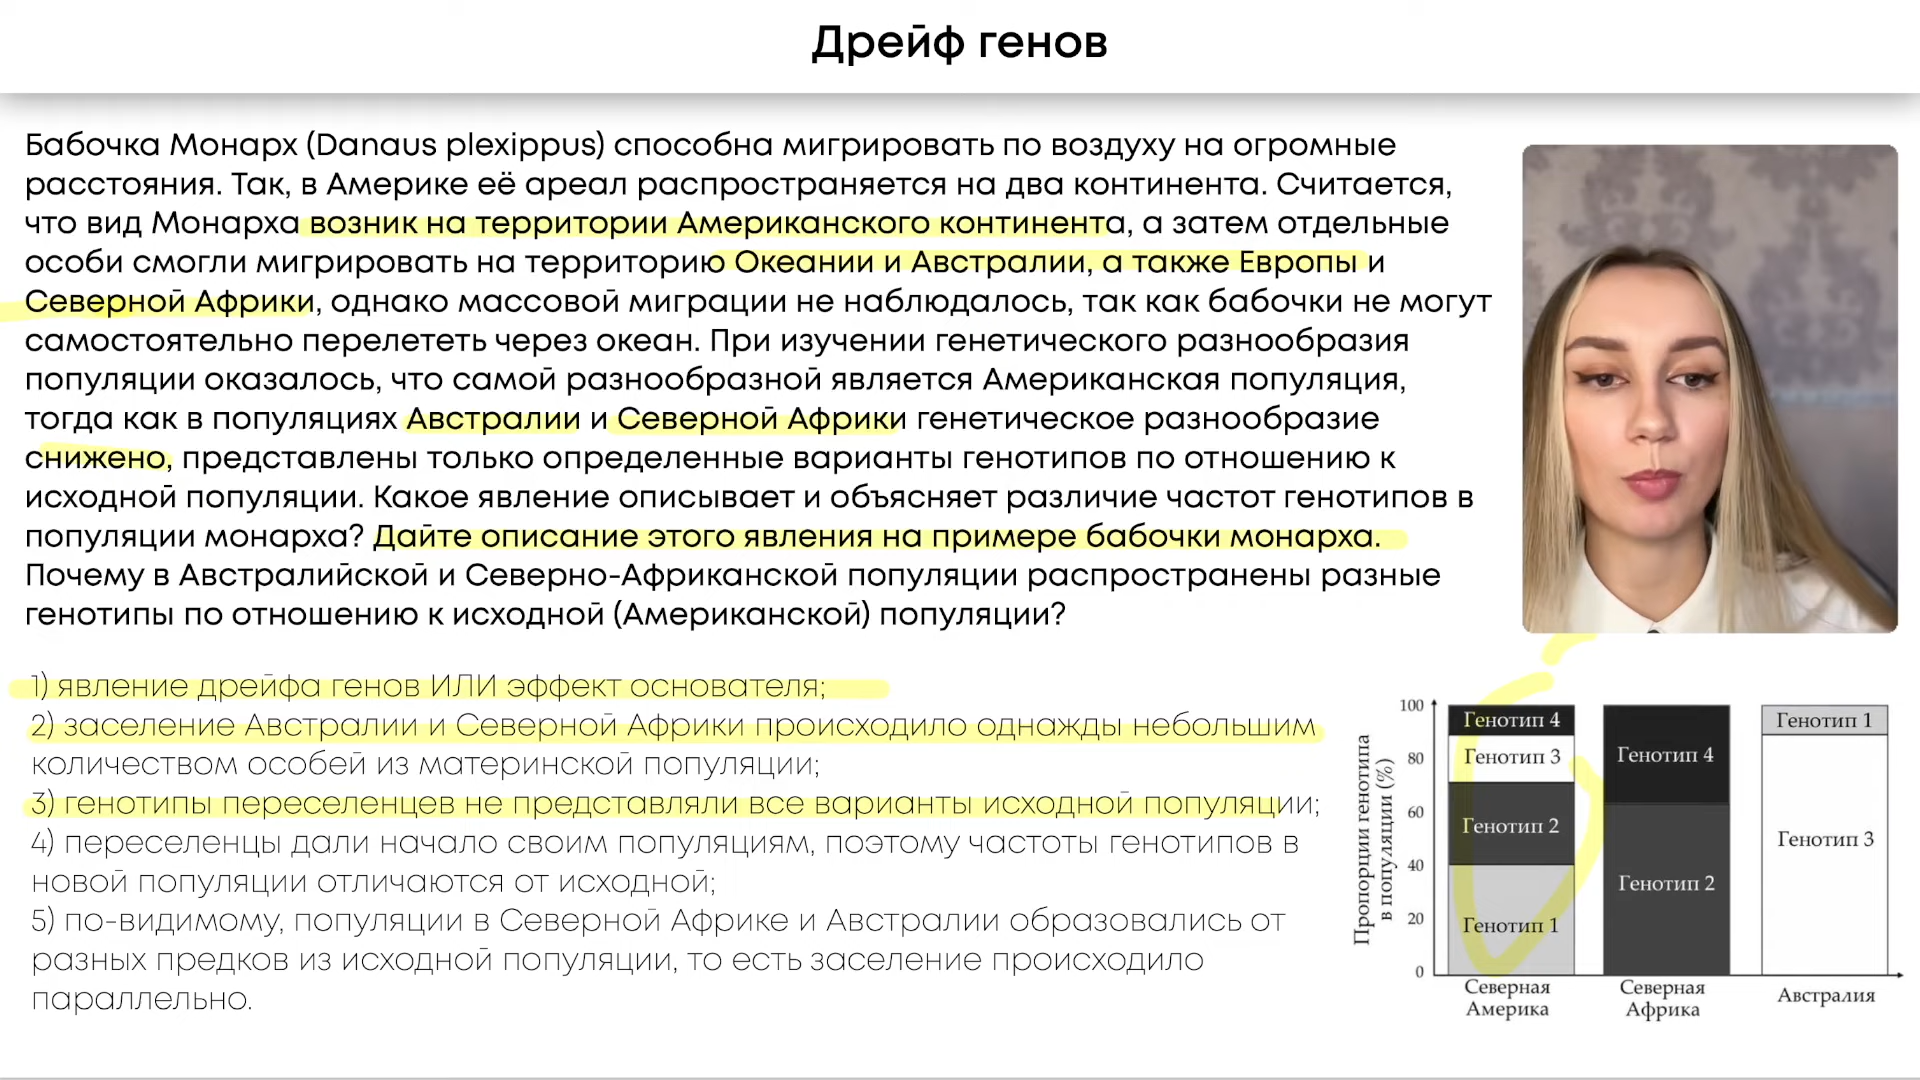 Дрейф генов
Бабочка Монарх (Danaus plexippus) способна мигрировать по воздуху на огромные
расстояния. Так, в Америке её ареал распространяется на два континента. Считается,
что вид Монарха возник на территории Американского континента, а затем отдельные
особи смогли мигрировать на территорию Океании и Австралии, а также Европы и
Северной Африки, однако массовой миграции не наблюдалось, так как бабочки не могут
самостоятельно перелететь через океан. При изучении генетического разнообразия
популяции оказалось, что самой разнообразной является Американская популяция,
тогда как в популяциях Австралии и Северной Африки генетическое разнообразие
снижено, представлены только определенные варианты генотипов по отношению к
исходной популяции. Какое явление описывает и объясняет различие частот генотипов в
популяции монарха? Дайте описание этого явления на примере бабочки монарха.
Почему в Австралийской и Северно-Африканской популяции распространены разные
генотипы по отношению к исходной (Американской) популяции?
1) явление дрейфа генов ИЛИ эффект основателя;
2) заселение Австралии и Северной Африки происходило однажды небольшим
количеством особей из материнской популяции;
3) генотипы переселенцев не представляли все варианты исходной популяции;
4) переселенцы дали начало своим популяциям, поэтому частоты генотипов в
новой популяции отличаются от исходной;
5) по-видимому, популяции в Северной Африке и Австралии образовались от
разных предков из исходной популяции, то есть заселение происходило
параллельно.
Пропорции генотипа
в популяции (%)
100
80
60
40
20
0
Генотип 4
Генотип 3
Генотип 2
Генотип 1
Северная
Америка
Генотип 4
Генотип 2
Северная
Африка
Генотип 1
Генотип 3
Австралия